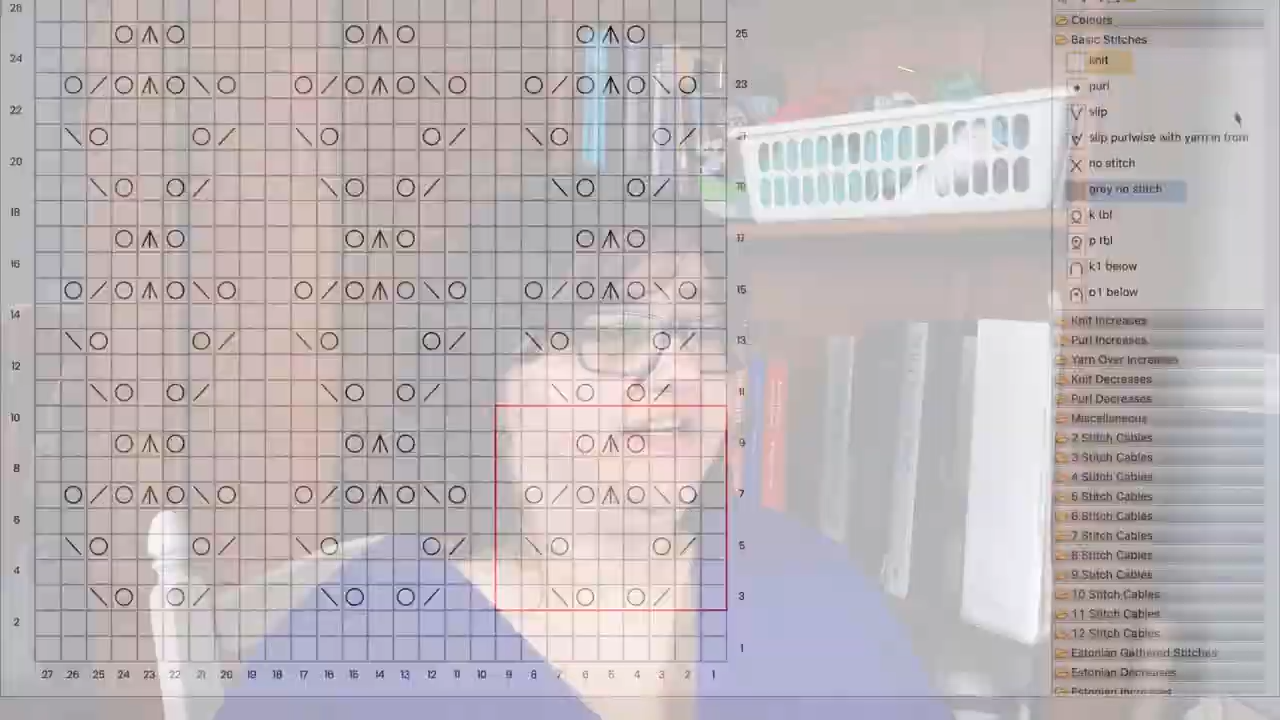 28
25
24
23
22
20
18
17
16
15
14
13
12
11
10
9
8
7
6
5
4
3
2
1
27 26 25 24 23 22 21 20 19 18 17 16 15 14 13 12 11 10 9 8 7 6 5 4 3 2 1
Colours
Basic Stitches
knit
purl
slip
slip purlwise with yarn in front
no stitch
grey no stitch
k tbl
p tbl
k1 below
p1 below
Knit Increases
Purl Increases
Yarn Over Increases
Knit Decreases
Purl Decreases
Miscellaneous
2 Stitch Cables
3 Stitch Cables
4 Stitch Cables
5 Stitch Cables
6 Stitch Cables
7 Stitch Cables
8 Stitch Cables
9 Stitch Cables
10 Stitch Cables
11 Stitch Cables
12 Stitch Cables
Estonian Gathered Stitches
Estonian Decreases
Estonian Increases